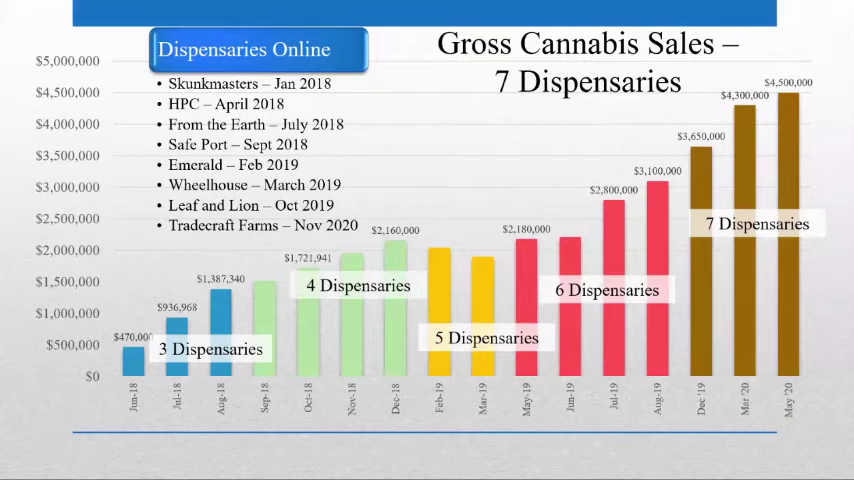 Gross Cannabis Sales –
7 Dispensaries
Dispensaries Online
• Skunkmasters – Jan 2018
• HPC – April 2018
• From the Earth – July 2018
• Safe Port – Sept 2018
• Emerald – Feb 2019
• Wheelhouse – March 2019
• Leaf and Lion – Oct 2019
• Tradecraft Farms – Nov 2020
$5,000,000
$4,500,000
$4,000,000
$3,500,000
$3,000,000
$2,500,000
$2,000,000
$1,500,000
$1,000,000
$500,000
$0
$470,000
$936,968
$1,387,340
$1,721,941
$2,160,000
$2,180,000
$2,800,000
$3,100,000
$3,650,000
$4,300,000
$4,500,000
3 Dispensaries
4 Dispensaries
5 Dispensaries
6 Dispensaries
7 Dispensaries
Jun-18
Jul-18
Aug-18
Sep-18
Oct-18
Nov-18
Dec-18
Feb-19
Mar-19
May-19
Jun-19
Jul-19
Aug-19
Dec '19
Mar '20
May '20